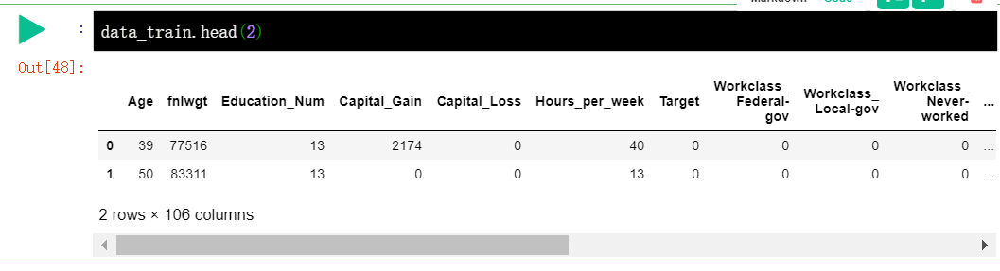 Markdown Code
:
data_train.head(2)
Out[48]:
Age fnlwgt Education_Num Capital_Gain Capital_Loss Hours_per_week Target Workclass_ Federal- gov Workclass_ Local-gov Workclass_ Never- worked ...
0 39 77516 13 2174 0 40 0 0 0 0 ...
1 50 83311 13 0 0 13 0 0 0 0 ...
2 rows × 106 columns